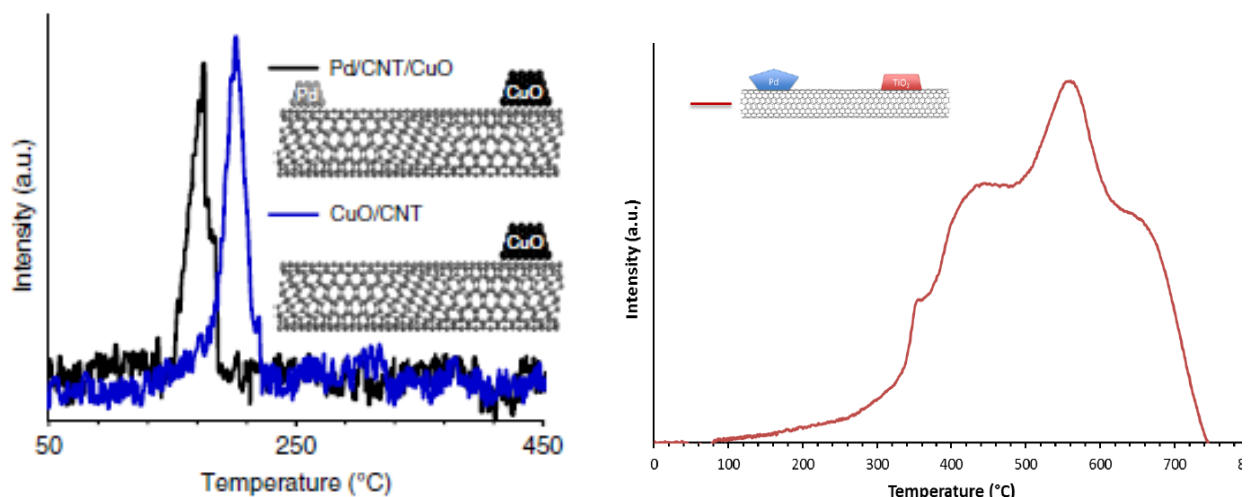 Intensity (a.u.)
Pd/CNT/CuO
Pd
CuO
CuO/CNT
CuO
50
250
450
Temperature (°C)
Intensity (a.u.)
Pd
TiO2
0
100
200
300
400
500
600
700
Temperature (°C)